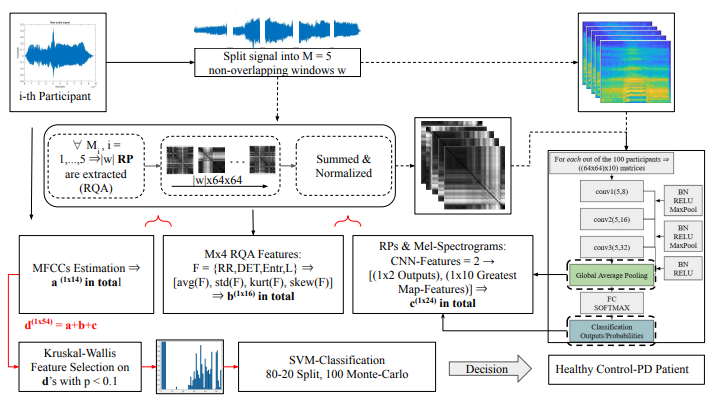 i-th Participant
Split signal into M = 5
non-overlapping windows w
∀ M_i, i =
1,...,5 ⇒|w| RP
are extracted
(RQA)
|w|x64x64
Summed &
Normalized
For each out of the 100 participants ⇒
((64x64)x10) matrices
conv1(5,8)
BN
RELU
MaxPool
conv2(5,16)
BN
RELU
MaxPool
conv3(5,32)
BN
RELU
Global Average Pooling
FC
SOFTMAX
Classification
Outputs/Probabilities
MFCCs Estimation ⇒
a (1x14) in total
Mx4 RQA Features:
F = {RR,DET,Entr,L} ⇒
[avg(F), std(F), kurt(F), skew(F)]
⇒ b(1x16) in total
RPs & Mel-Spectrograms:
CNN-Features = 2 →
[(1x2 Outputs), (1x10 Greatest
Map-Features)] ⇒
c(1x24) in total
d(1x54) = a+b+c
Kruskal-Wallis
Feature Selection on
d's with p < 0.1
SVM-Classification
80-20 Split, 100 Monte-Carlo
Decision
Healthy Control-PD Patient